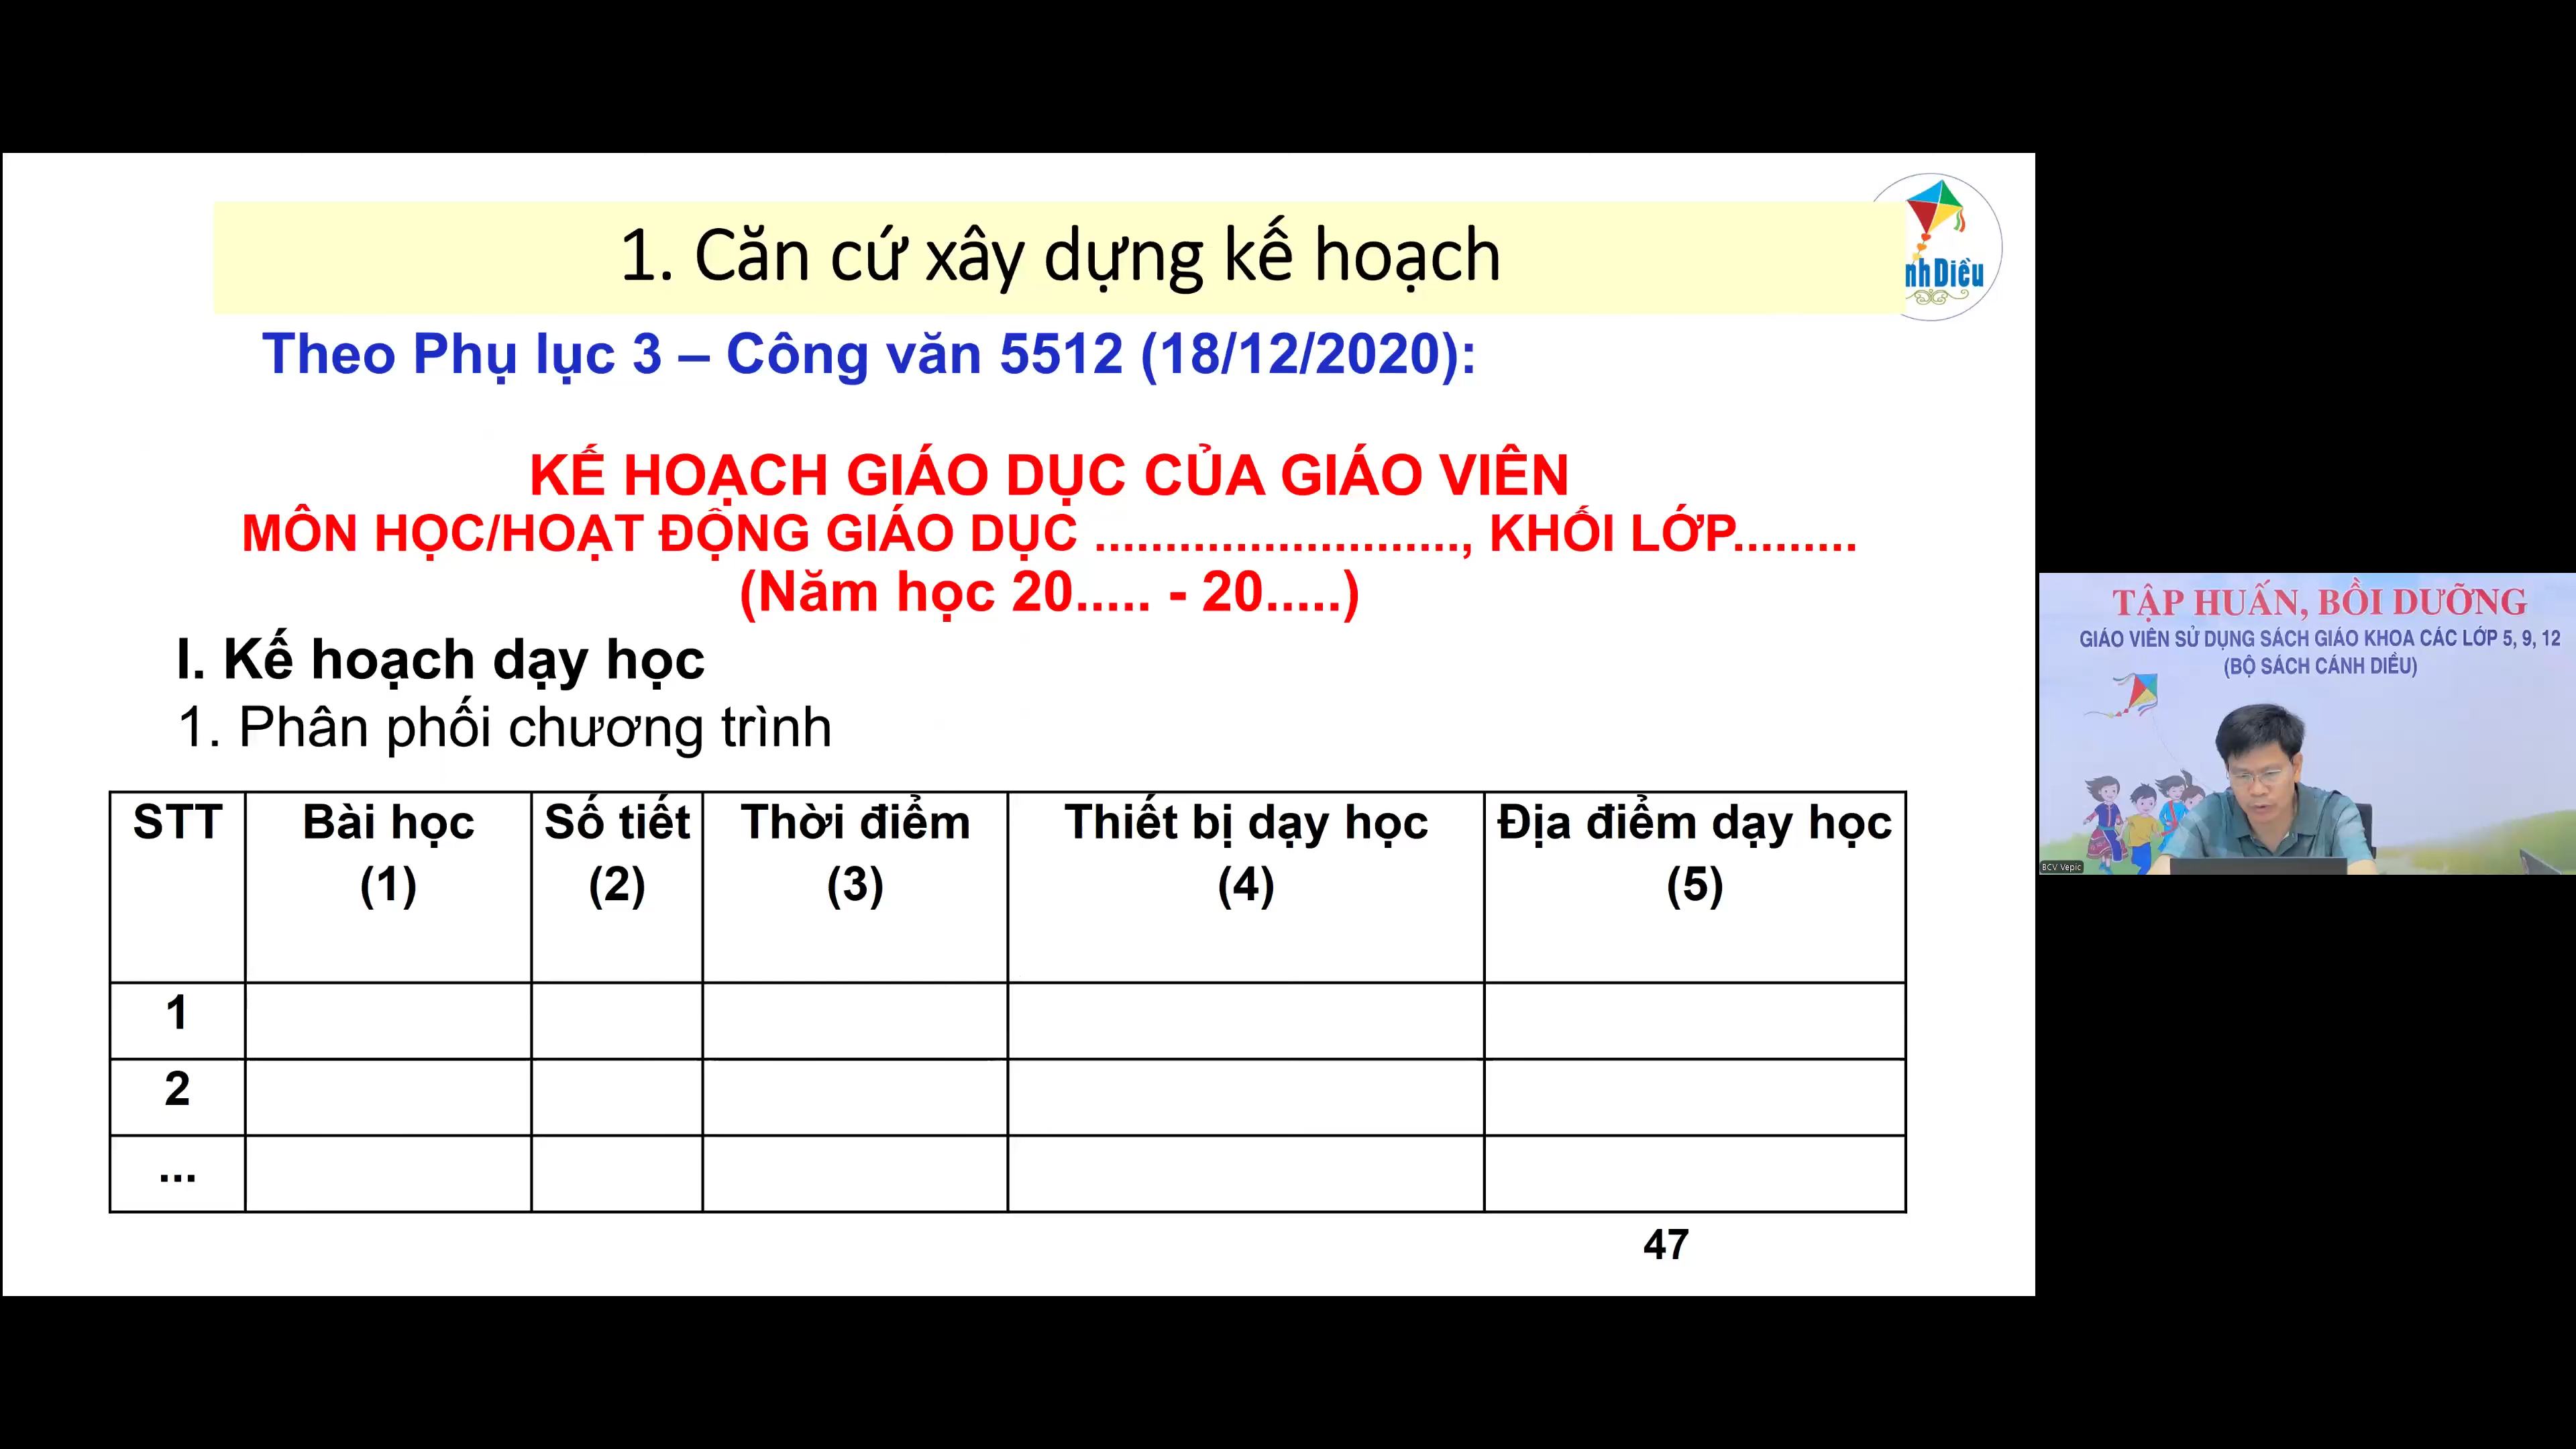 1. Căn cứ xây dựng kế hoạch
nh Diều
Theo Phụ lục 3 – Công văn 5512 (18/12/2020):
KẾ HOẠCH GIÁO DỤC CỦA GIÁO VIÊN
MÔN HỌC/HOẠT ĐỘNG GIÁO DỤC .........................., KHỐI LỚP.........
(Năm học 20..... - 20.....)
I. Kế hoạch dạy học
1. Phân phối chương trình
STT Bài học Số tiết Thời điểm Thiết bị dạy học Địa điểm dạy học
(1) (2) (3) (4) (5)
1
2
...
47
TẬP HUẤN, BỒI DƯỠNG
GIÁO VIÊN SỬ DỤNG SÁCH GIÁO KHOA CÁC LỚP 5, 9, 12
(BỘ SÁCH CÁNH DIỀU)
BCV Vepic